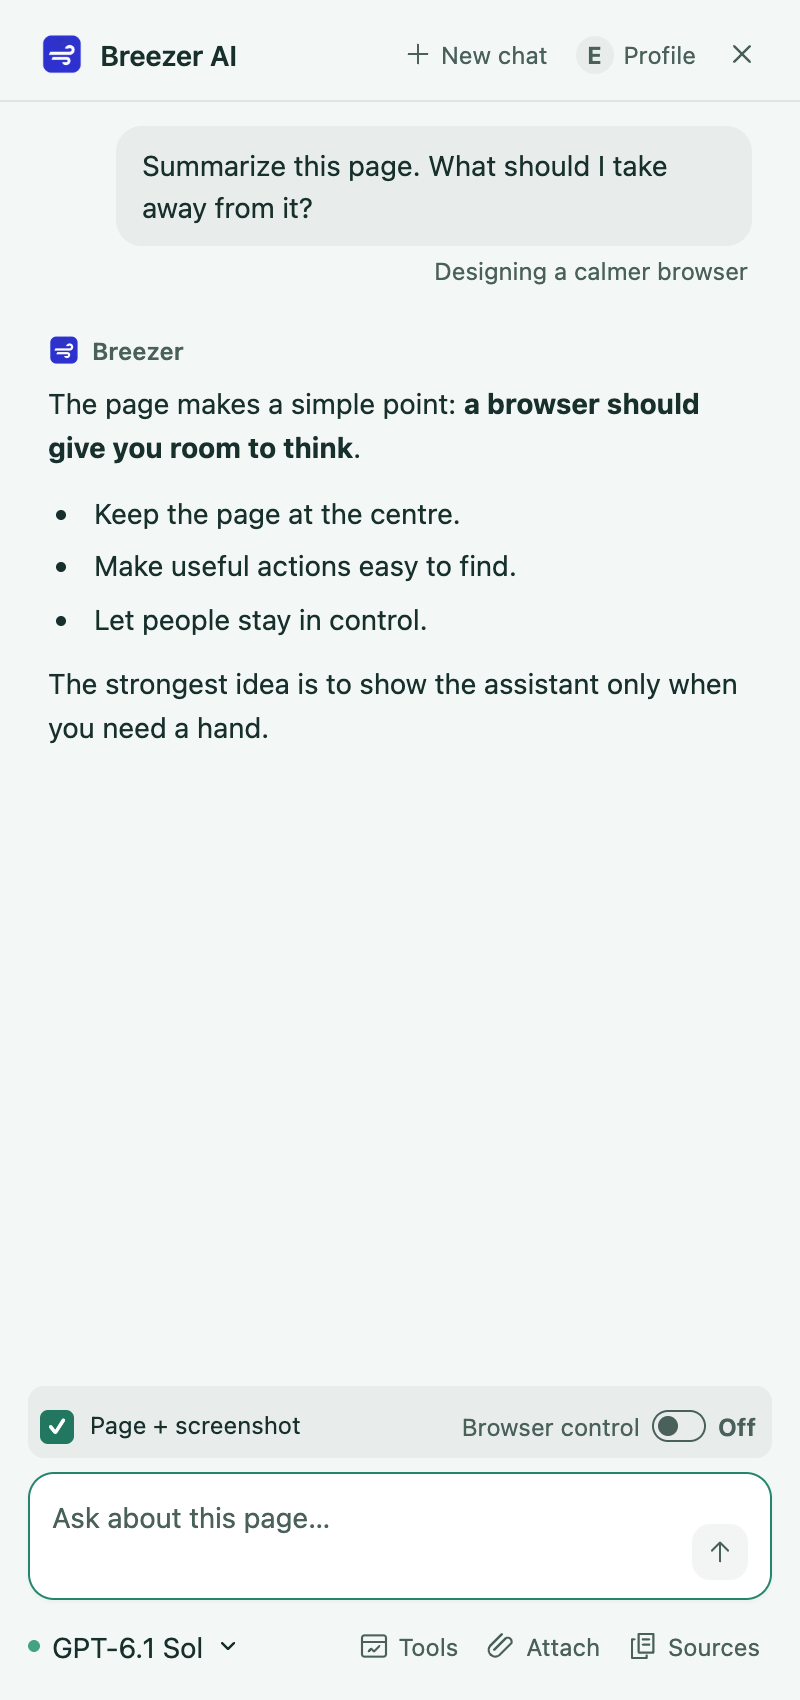 Breezer AI
New chat
E
Profile
Summarize this page. What should I take
away from it?
Designing a calmer browser
Breezer
The page makes a simple point: a browser should
give you room to think.
• Keep the page at the centre.
• Make useful actions easy to find.
• Let people stay in control.
The strongest idea is to show the assistant only when
you need a hand.
Page + screenshot
Browser control
Off
Ask about this page...
GPT-6.1 Sol
Tools
Attach
Sources